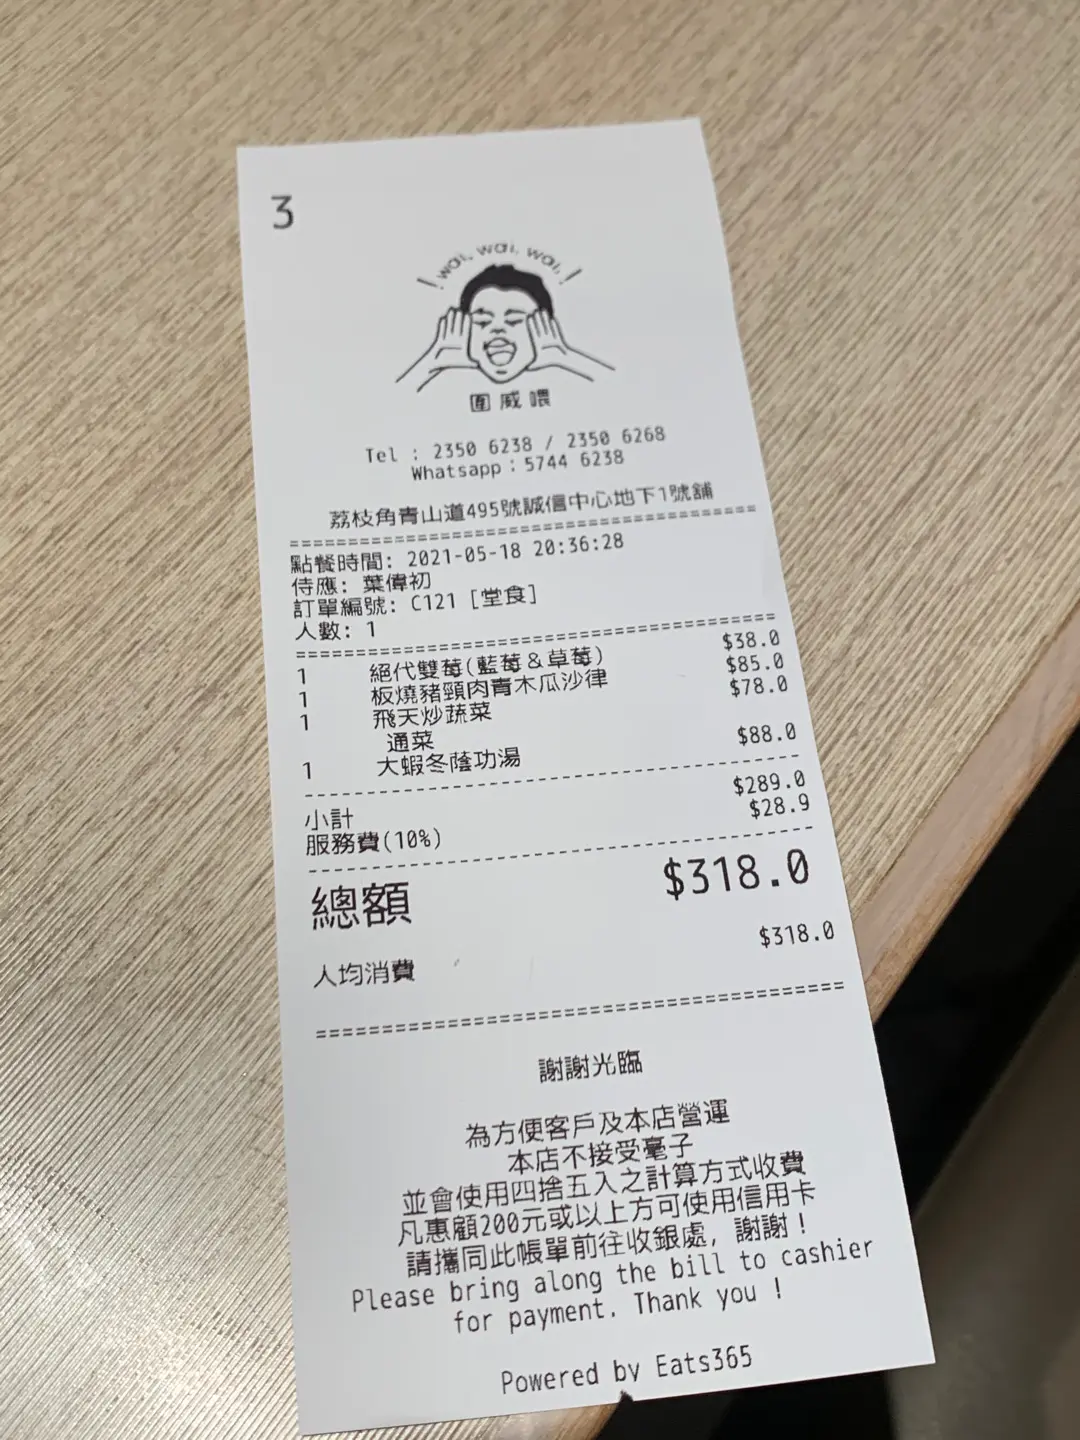 3
wai, wai, wai,
圍威喂
Tel : 2350 6238 / 2350 6268
Whatsapp : 5744 6238
荔枝角青山道495號誠信中心地下1號舖
點餐時間: 2021-05-18 20:36:28
侍應: 葉偉初
訂單編號: C121 [堂食]
人數: 1
1 絕代雙莓(藍莓＆草莓) $38.0
1 板燒豬頸肉青木瓜沙律 $85.0
1 飛天炒蔬菜 $78.0
通菜
1 大蝦冬蔭功湯 $88.0
小計 $289.0
服務費(10%) $28.9
總額 $318.0
人均消費 $318.0
謝謝光臨
為方便客戶及本店營運
本店不接受毫子
並會使用四捨五入之計算方式收費
凡惠顧200元或以上方可使用信用卡
請攜同此帳單前往收銀處, 謝謝！
Please bring along the bill to cashier
for payment. Thank you !
Powered by Eats365